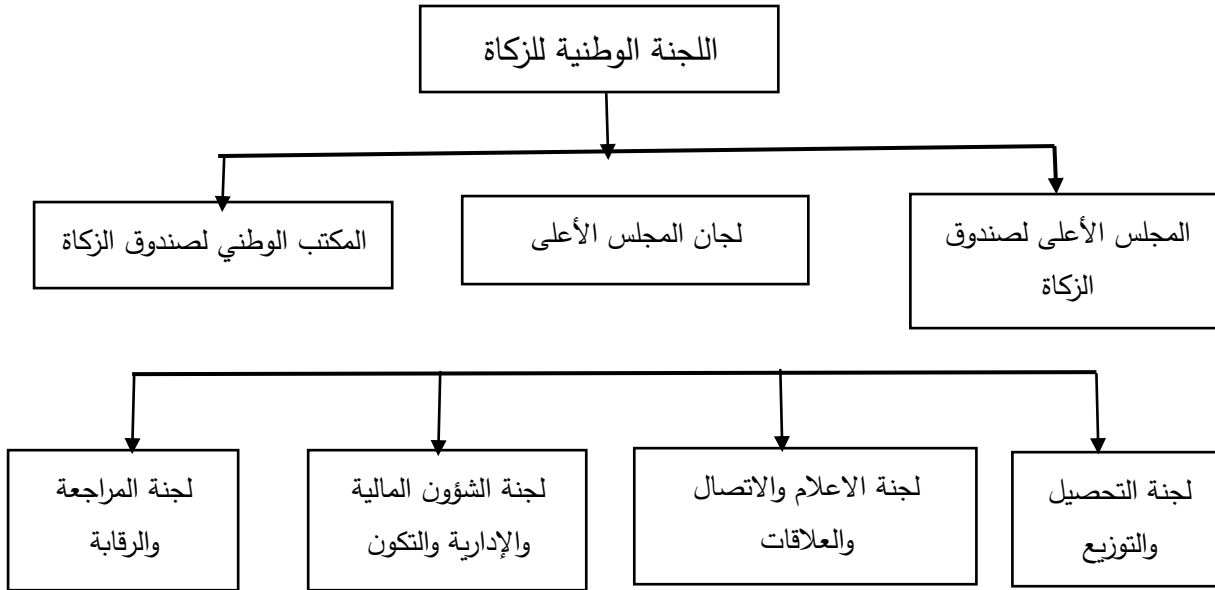 اللجنة الوطنية للزكاة
المجلس الأعلى لصندوق
الزكاة
لجان المجلس الأعلى
المكتب الوطني لصندوق الزكاة
لجنة التحصيل
والتوزيع
لجنة الاعلام والاتصال
والعلاقات
لجنة الشؤون المالية
والإدارية والتكون
لجنة المراجعة
والرقابة